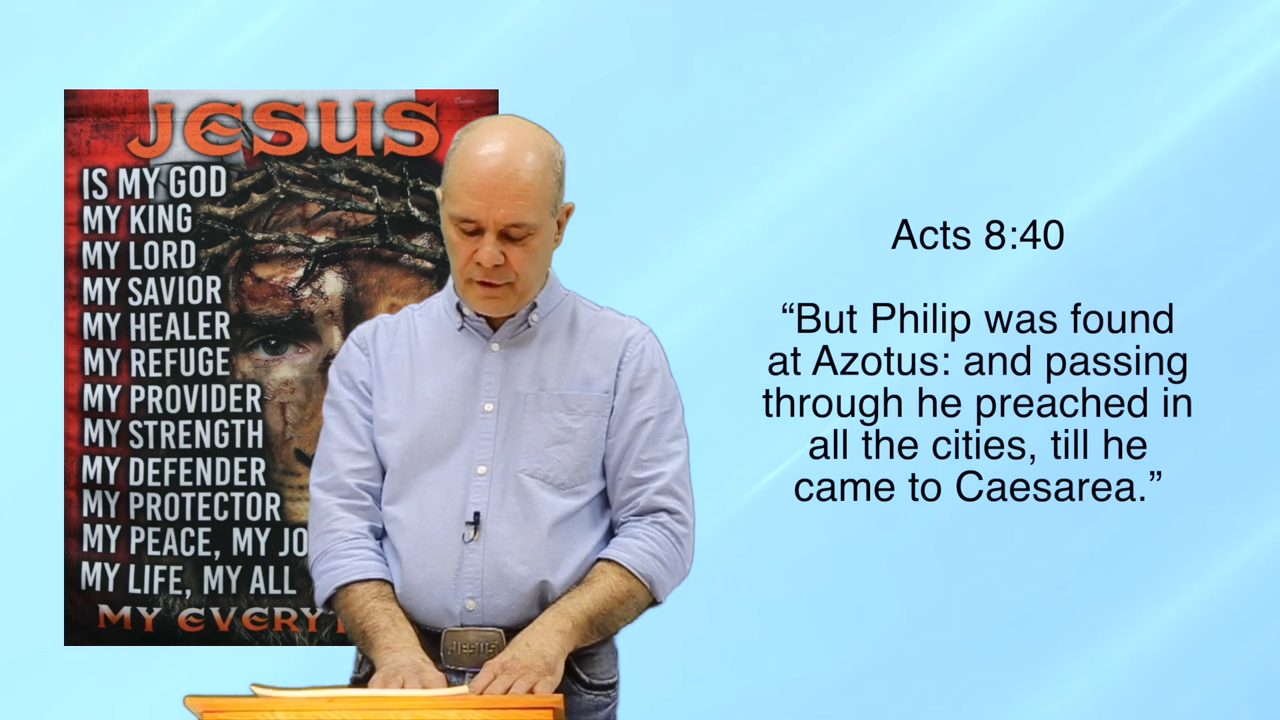 JESUS
IS MY GOD
MY KING
MY LORD
MY SAVIOR
MY HEALER
MY REFUGE
MY PROVIDER
MY STRENGTH
MY DEFENDER
MY PROTECTOR
MY PEACE, MY JO
MY LIFE, MY ALL
MY EVERY
JESUS
Acts 8:40
“But Philip was found
at Azotus: and passing
through he preached in
all the cities, till he
came to Caesarea.”